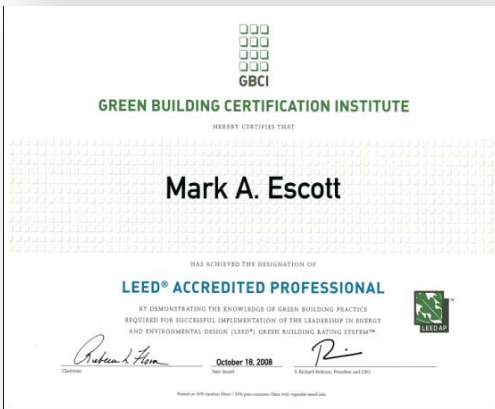 GBCI
GREEN BUILDING CERTIFICATION INSTITUTE
HEREBY CERTIFIES THAT
Mark A. Escott
HAS ACHIEVED THE DESIGNATION OF
LEED® ACCREDITED PROFESSIONAL
BY DEMONSTRATING THE KNOWLEDGE OF GREEN BUILDING PRACTICE
REQUIRED FOR SUCCESSFUL IMPLEMENTATION OF THE LEADERSHIP IN ENERGY
AND ENVIRONMENTAL DESIGN (LEED®) GREEN BUILDING RATING SYSTEM™
LEED AP
October 18, 2008
Chairman
Date Issued
President and CEO